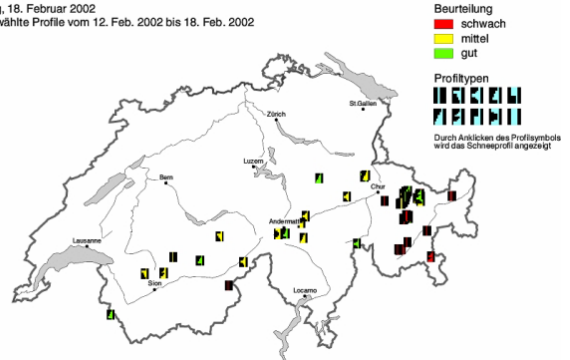 18. Februar 2002
Profile vom 12. Feb. 2002 bis 18. Feb. 2002
Beurteilung
schwach
mittel
gut
Profiltypen
Durch Anklicken des Profilsymbols
wird das Schneeprofil angezeigt
St.Gallen
Zürich
Luzern
Bern
Chur
Andermatt
Lausanne
Sion
Locarno